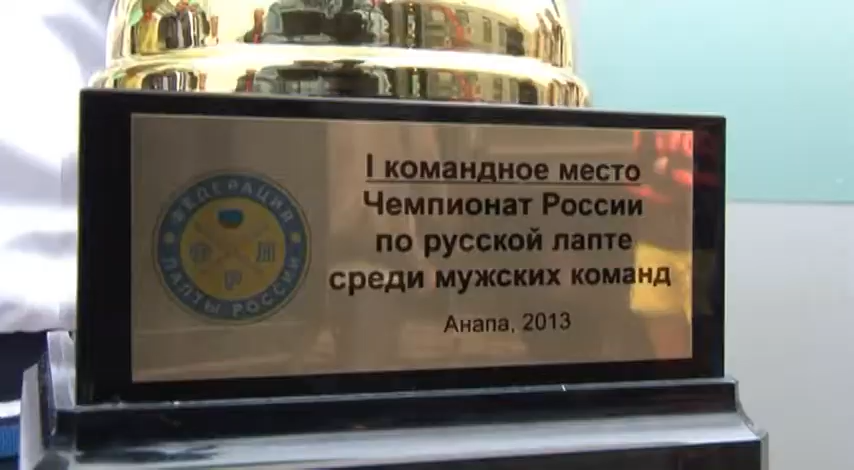 ФЕДЕРАЦИЯ
ЛАПТЫ РОССИИ
Ф Л
Р
I командное место
Чемпионат России
по русской лапте
среди мужских команд
Анапа, 2013